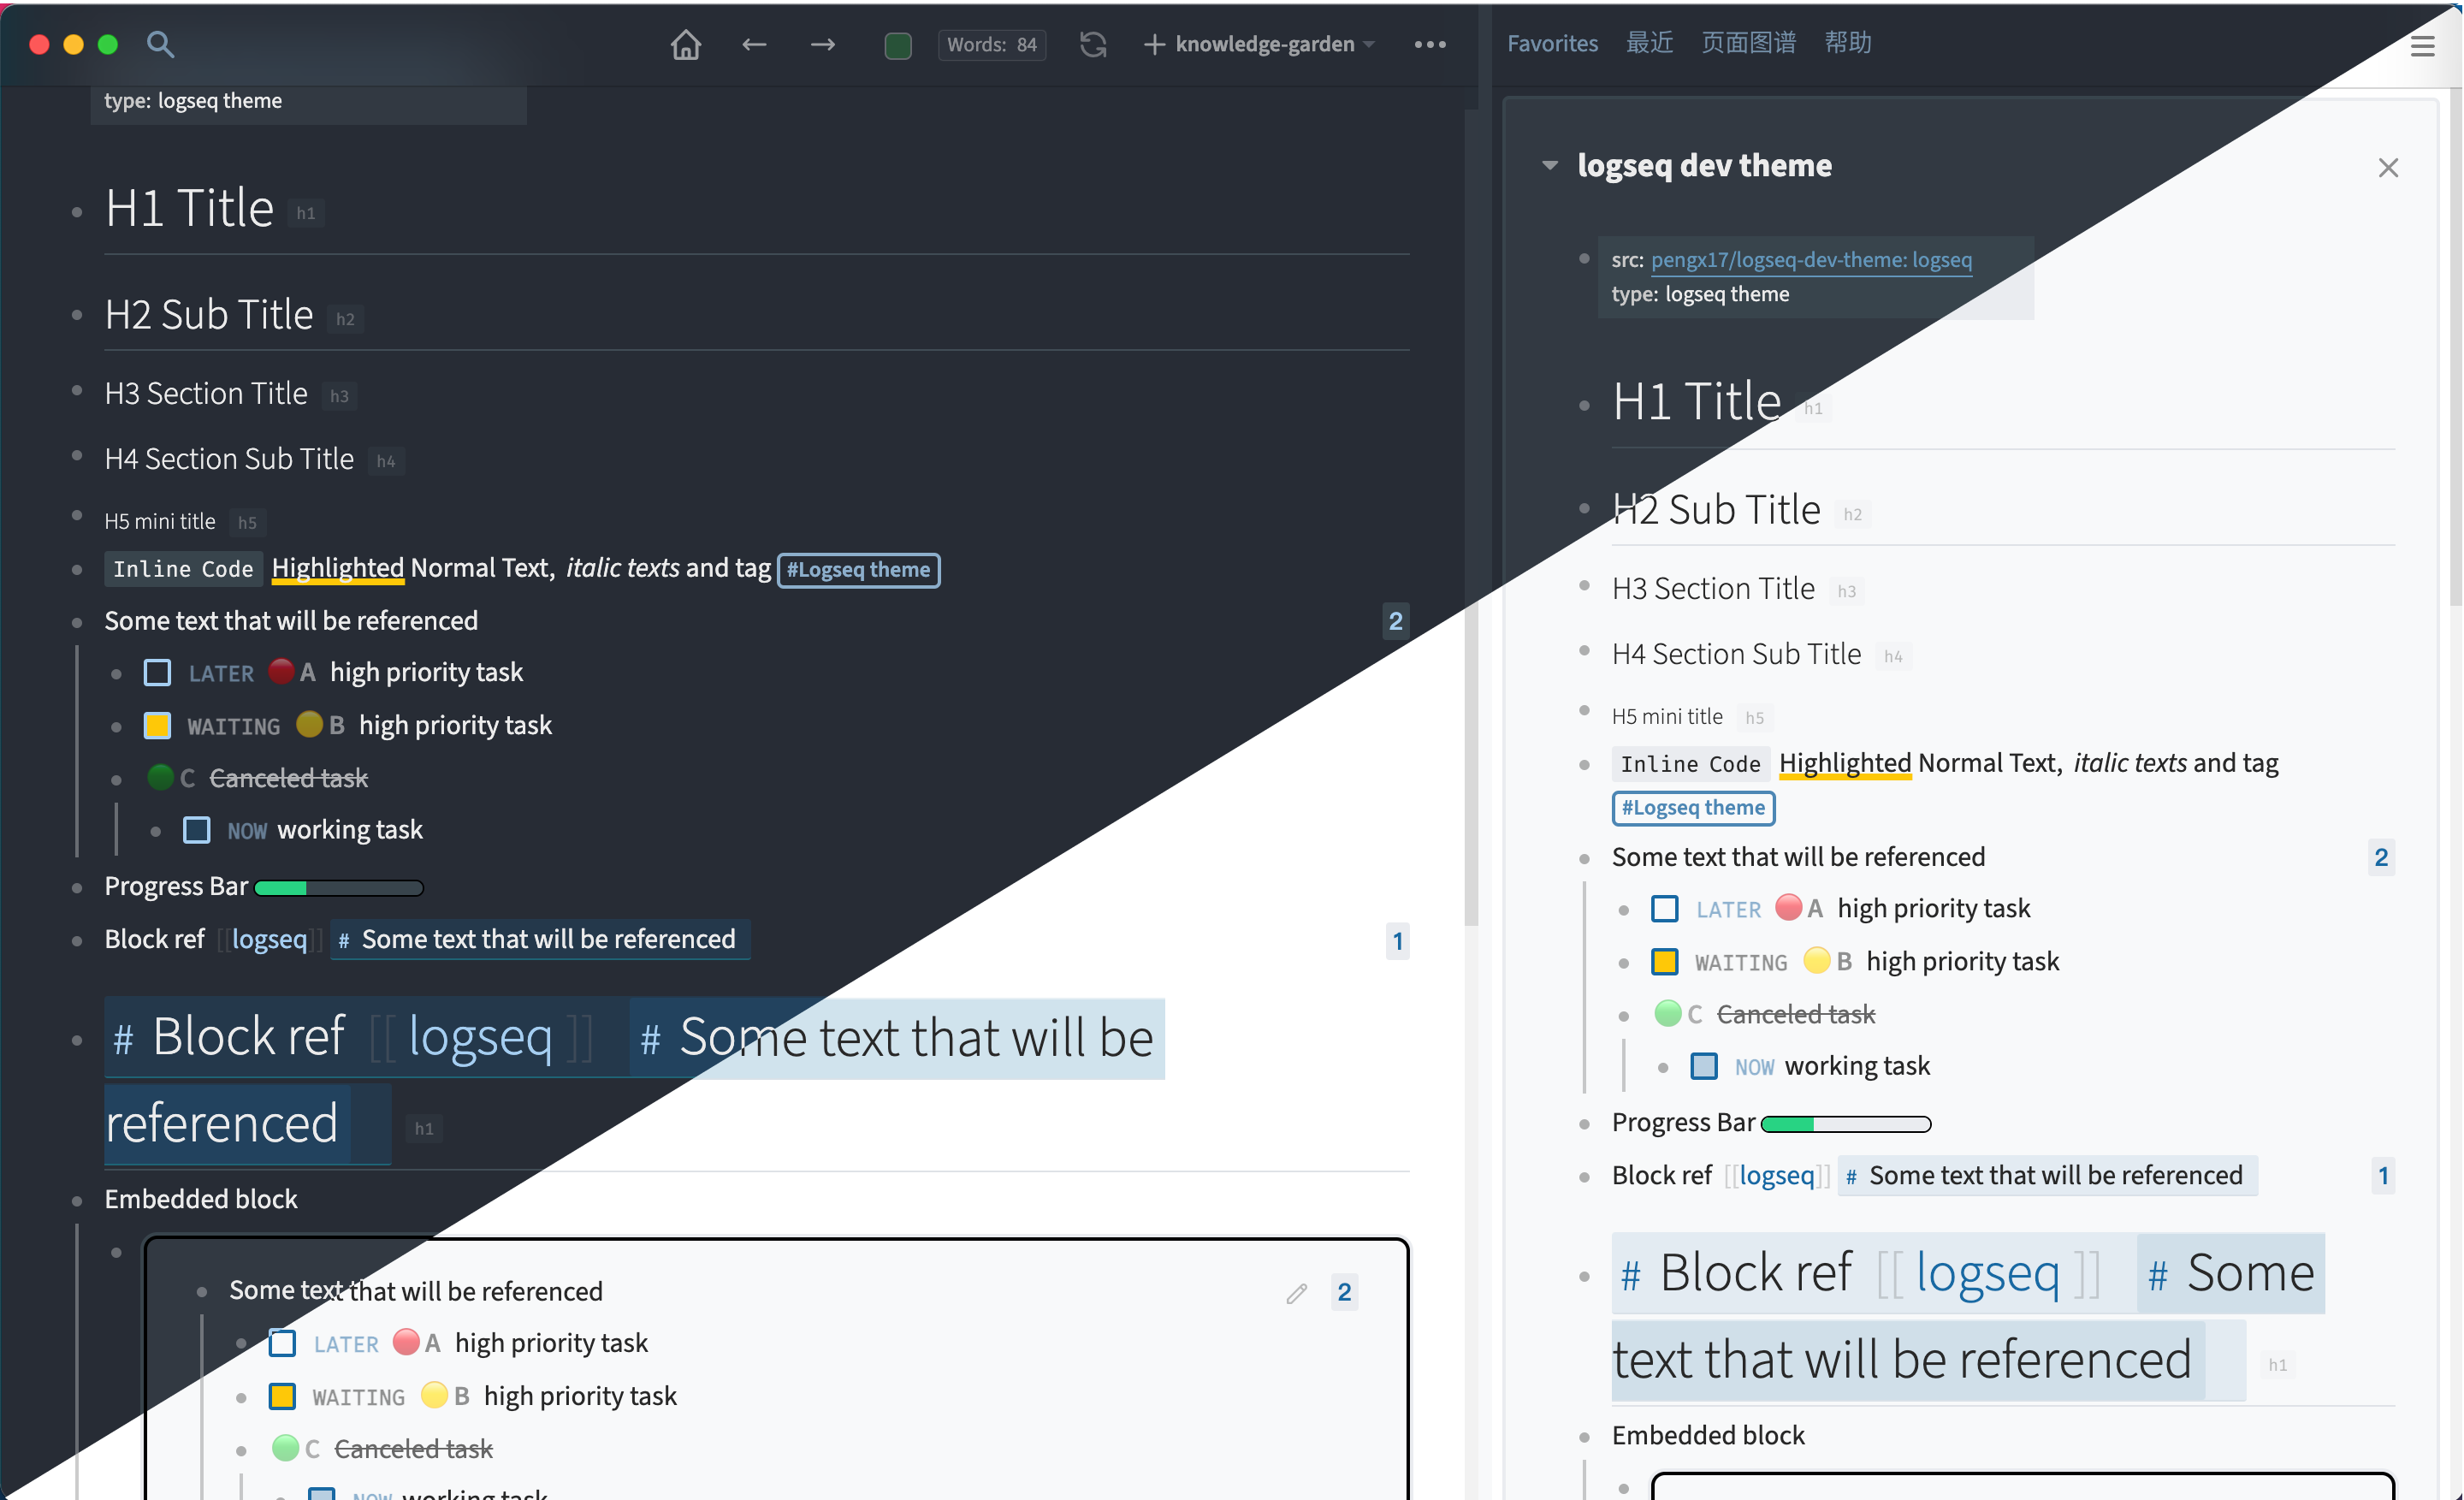 Words: 84
knowledge-garden
Favorites 最近 页面图谱 帮助
type: logseq theme
H1 Title h1
H2 Sub Title h2
H3 Section Title h3
H4 Section Sub Title h4
H5 mini title h5
Inline Code Highlighted Normal Text, italic texts and tag #Logseq theme
Some text that will be referenced 2
LATER A high priority task
WAITING B high priority task
C Canceled task
NOW working task
Progress Bar
Block ref [[logseq]] # Some text that will be referenced 1
# Block ref [[ logseq ]] # Some text that will be
referenced h1
Embedded block
Some text that will be referenced 2
LATER A high priority task
WAITING B high priority task
C Canceled task
NOW working task
logseq dev theme
src: pengx17/logseq-dev-theme: logseq
type: logseq theme
H1 Title h1
H2 Sub Title h2
H3 Section Title h3
H4 Section Sub Title h4
H5 mini title h5
Inline Code Highlighted Normal Text, italic texts and tag
#Logseq theme
Some text that will be referenced 2
LATER A high priority task
WAITING B high priority task
C Canceled task
NOW working task
Progress Bar
Block ref [[logseq]] # Some text that will be referenced 1
# Block ref [[ logseq ]] # Some
text that will be referenced h1
Embedded block